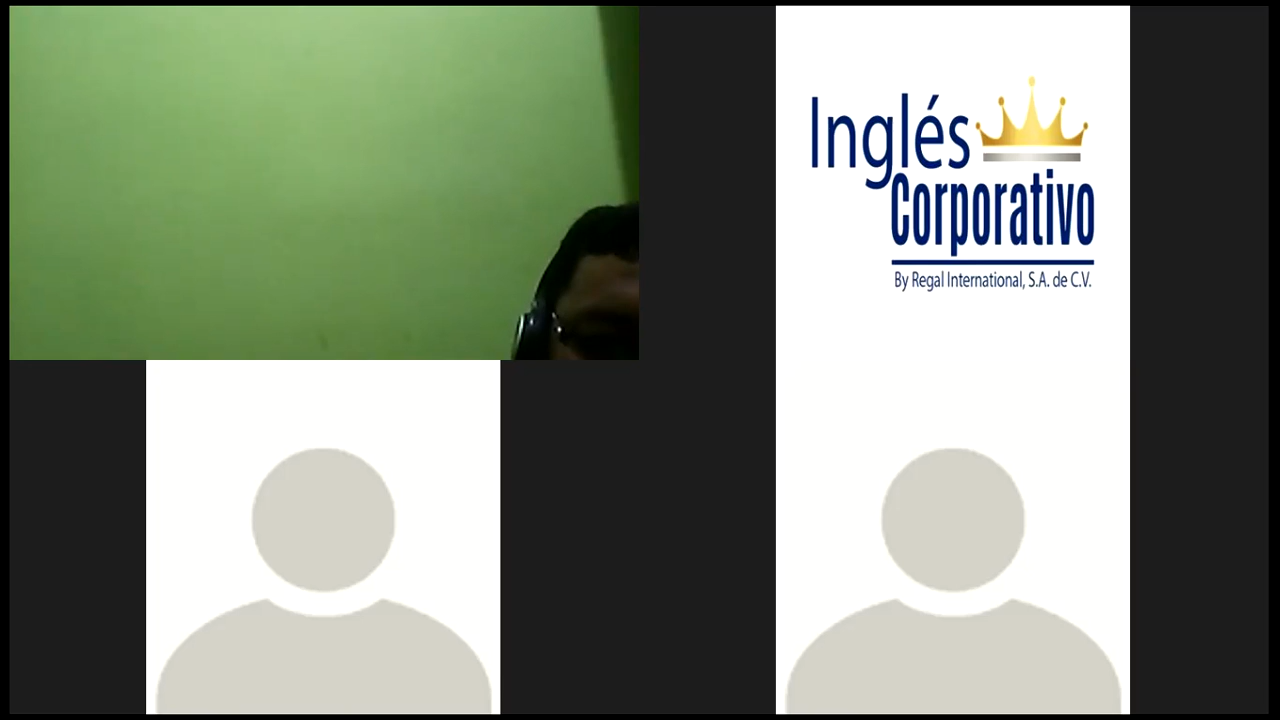 Inglés
Corporativo
By Regal International, S.A. de C.V.